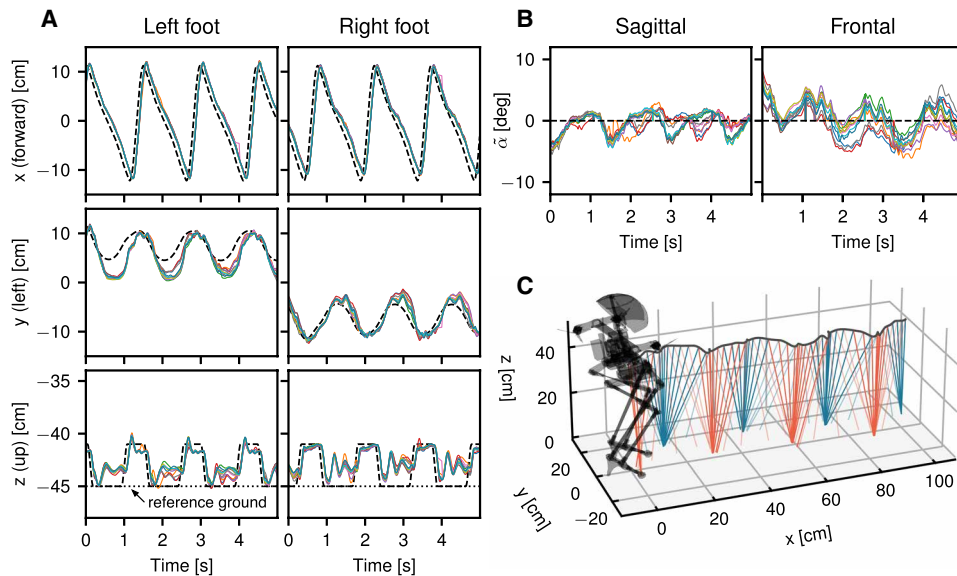 A
Left foot
Right foot
x (forward) [cm]
10
0
−10
y (left) [cm]
10
0
−10
z (up) [cm]
−35
−40
−45
reference ground
0 1 2 3 4
0 1 2 3 4
Time [s]
Time [s]
B
Sagittal
Frontal
α̃ [deg]
10
0
−10
0 1 2 3 4
0 1 2 3 4
Time [s]
Time [s]
C
z [cm]
40
20
0
y [cm]
20
0
−20
x [cm]
0 20 40 60 80 100